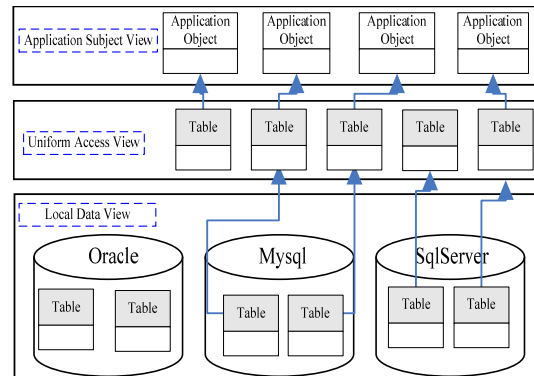 Application Subject View
Application
Object
Application
Object
Application
Object
Application
Object
Uniform Access View
Table
Table
Table
Table
Table
Local Data View
Oracle
Mysql
SqlServer
Table
Table
Table
Table
Table
Table